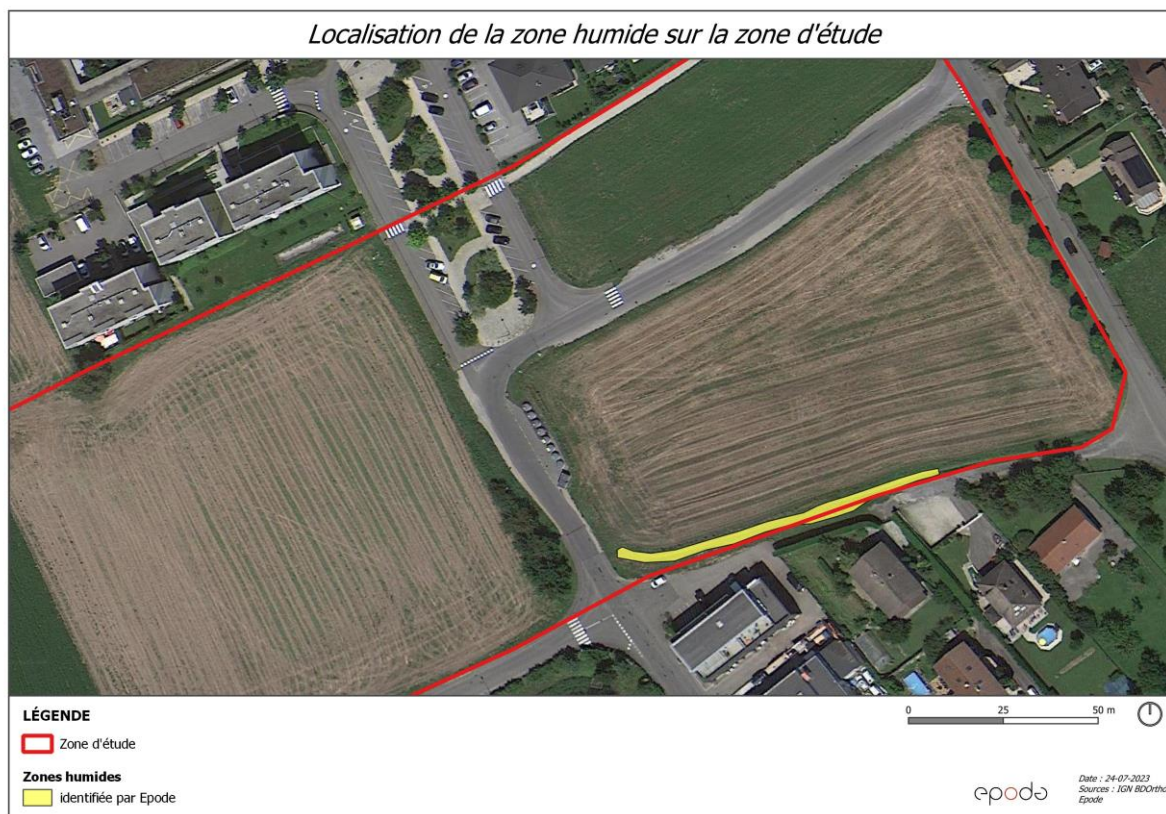 Localisation de la zone humide sur la zone d'étude
LÉGENDE
Zone d'étude
Zones humides
identifiée par Epode
0 25 50 m
epode
Date : 24-07-2023
Sources : IGN BDOrtho
Epode